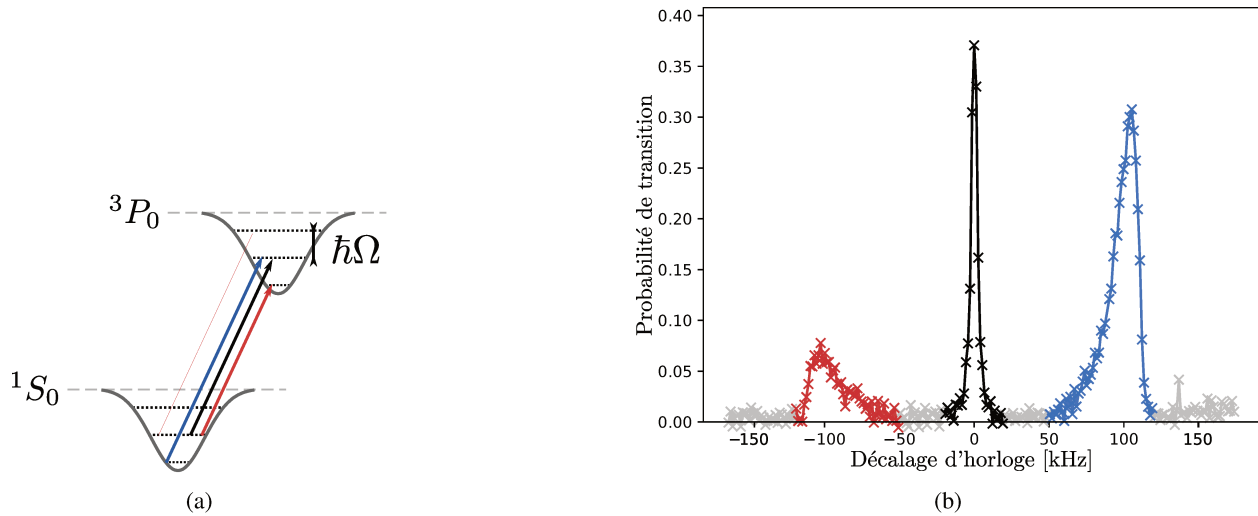 ³P₀
ħΩ
¹S₀
(a)
Probabilité de transition
0.40
0.35
0.30
0.25
0.20
0.15
0.10
0.05
0.00
−150 −100 −50 0 50 100 150
Décalage d'horloge [kHz]
(b)